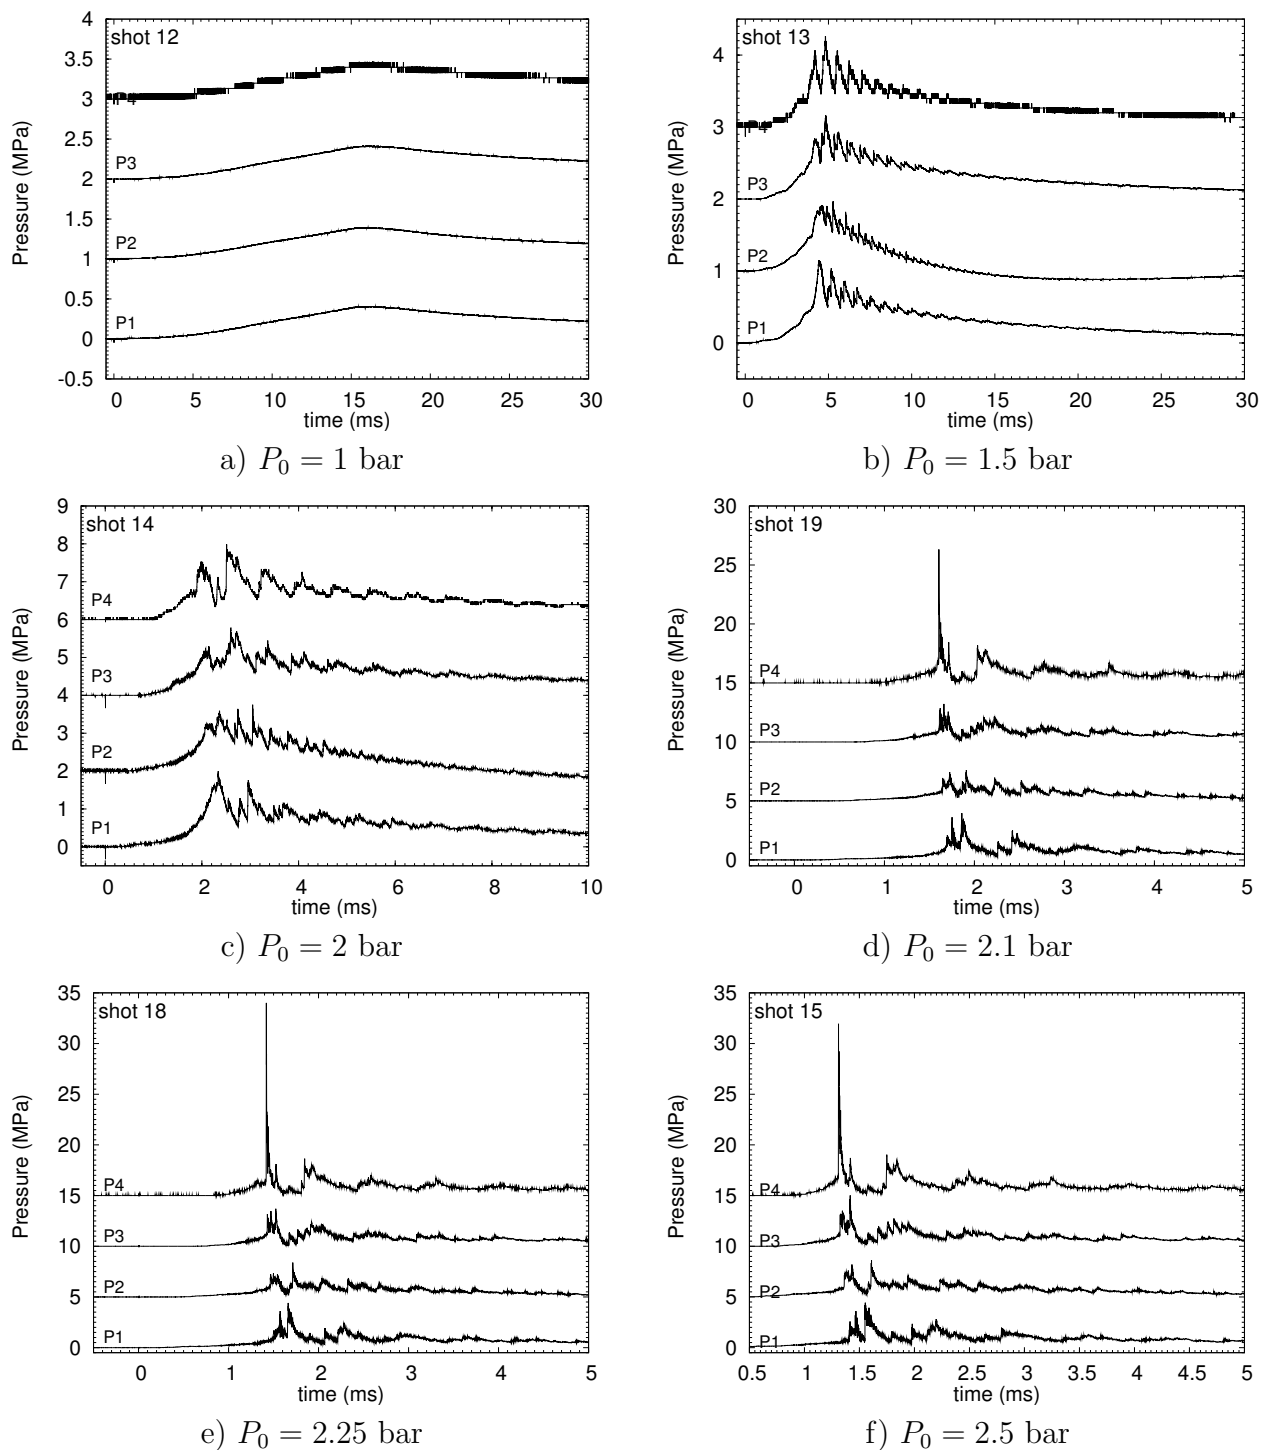 shot 12
4
3.5
3
2.5
2
1.5
1
0.5
0
-0.5
Pressure (MPa)
P3
P2
P1
0 5 10 15 20 25 30
time (ms)
a) P0 = 1 bar
shot 13
4
3
2
1
0
Pressure (MPa)
P3
P2
P1
0 5 10 15 20 25 30
time (ms)
b) P0 = 1.5 bar
shot 14
9
8
7
6
5
4
3
2
1
0
Pressure (MPa)
P4
P3
P2
P1
0 2 4 6 8 10
time (ms)
c) P0 = 2 bar
shot 19
30
25
20
15
10
5
0
Pressure (MPa)
P4
P3
P2
P1
0 1 2 3 4 5
time (ms)
d) P0 = 2.1 bar
shot 18
35
30
25
20
15
10
5
0
Pressure (MPa)
P4
P3
P2
P1
0 1 2 3 4 5
time (ms)
e) P0 = 2.25 bar
shot 15
35
30
25
20
15
10
5
0
Pressure (MPa)
P4
P3
P2
P1
0.5 1 1.5 2 2.5 3 3.5 4 4.5 5
time (ms)
f) P0 = 2.5 bar